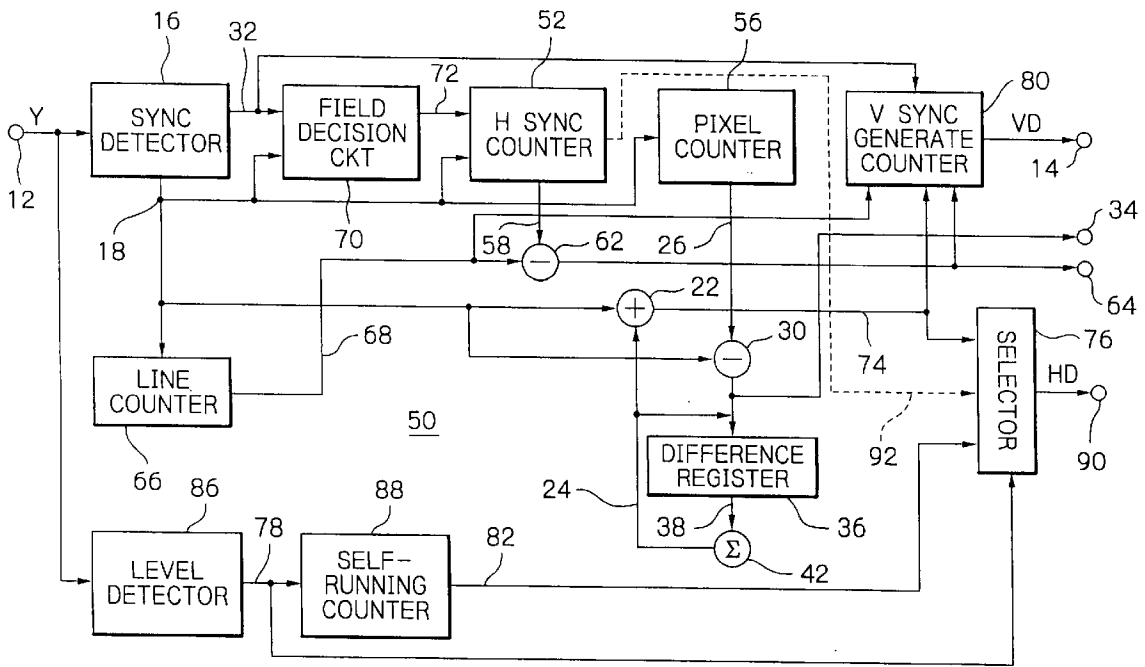 16
32
52
56
80
Y
SYNC
DETECTOR
FIELD
DECISION
CKT
72
H SYNC
COUNTER
PIXEL
COUNTER
V SYNC
GENERATE
COUNTER
VD
12
14
18
70
58
62
26
34
64
22
+
−
−
30
74
76
68
LINE
COUNTER
66
50
SELECTOR
HD
90
92
DIFFERENCE
REGISTER
24
38
36
Σ
42
86
78
88
82
LEVEL
DETECTOR
SELF-
RUNNING
COUNTER